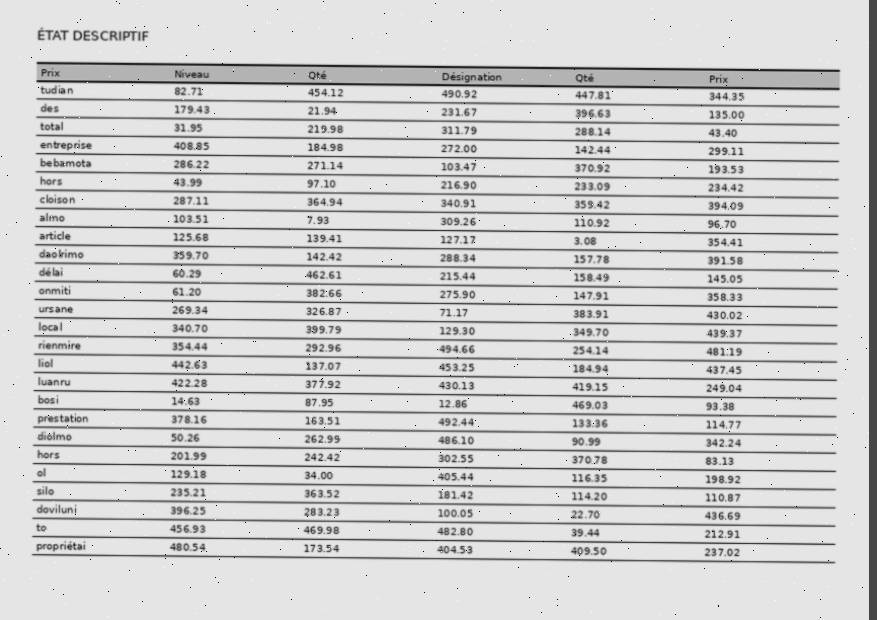 ÉTAT DESCRIPTIF
Prix Niveau Qté Désignation Qté Prix
tudian 82.71 454.12 490.92 447.81 344.35
des 179.43 21.94 231.67 396.63 135.00
total 31.95 219.98 311.79 288.14 43.40
entreprise 408.85 184.98 272.00 142.44 299.11
bebamota 286.22 271.14 103.47 370.92 193.53
hors 43.99 97.10 216.90 233.09 234.42
cloison 287.11 364.94 340.91 359.42 394.09
almo 103.51 7.93 309.26 110.92 96.70
article 125.68 139.41 127.17 3.08 354.41
daokimo 359.70 142.42 288.34 157.78 391.58
délai 60.29 462.61 215.44 158.49 145.05
onmiti 61.20 382.66 275.90 147.91 358.33
ursane 269.34 326.87 71.17 383.91 430.02
local 340.70 399.79 129.30 349.70 439.37
rienmire 354.44 292.96 494.66 254.14 481.19
liol 442.63 137.07 453.25 184.94 437.45
luanru 422.28 377.92 430.13 419.15 249.04
bosi 14.63 87.95 12.86 469.03 93.38
prestation 378.16 163.51 492.44 133.36 114.77
diolmo 50.26 262.99 486.10 90.99 342.24
hors 201.99 242.42 302.55 370.78 83.13
ol 129.18 34.00 405.44 116.35 198.92
silo 235.21 363.52 181.42 114.20 110.87
doviluni 396.25 283.23 100.05 22.70 436.69
to 456.93 469.98 482.80 39.44 212.91
propriétai 480.54 173.54 404.53 409.50 237.02